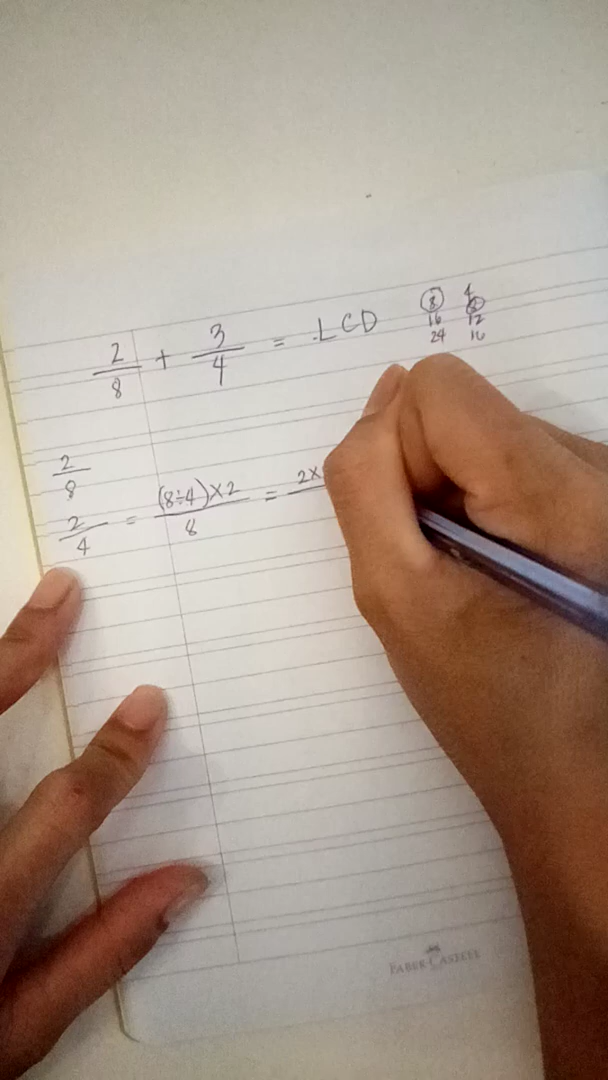 2/8 + 3/4 = LCD
8 4
16 8
24 12
16
2/8
2/4 = (8÷4)×2/8 = 2×
FABER-CASTELL